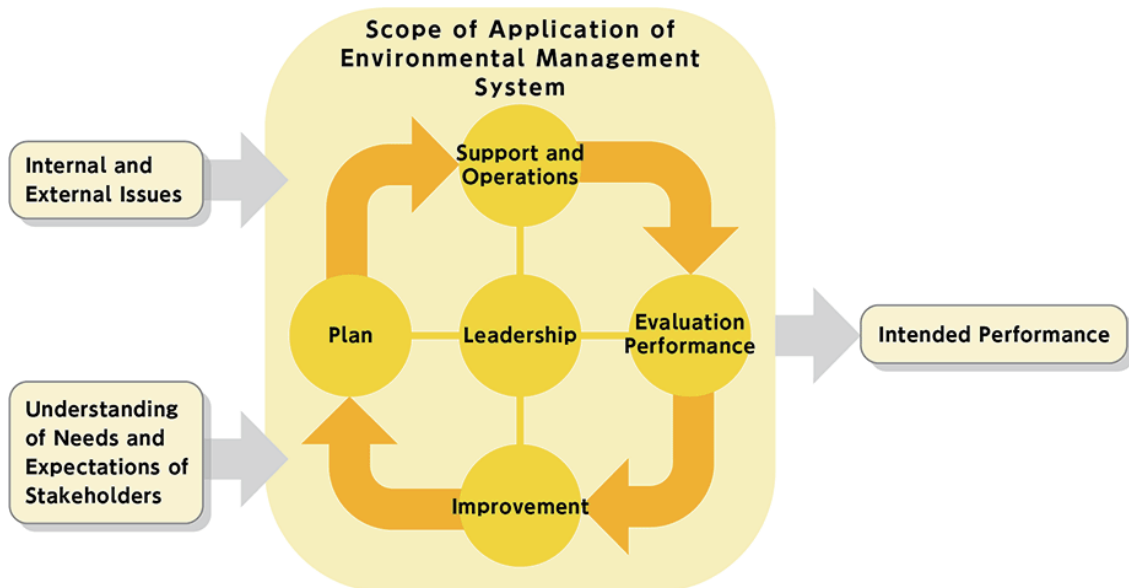 Scope of Application of
Environmental Management
System
Internal and
External Issues
Support and
Operations
Plan
Leadership
Evaluation
Performance
Intended Performance
Understanding
of Needs and
Expectations of
Stakeholders
Improvement